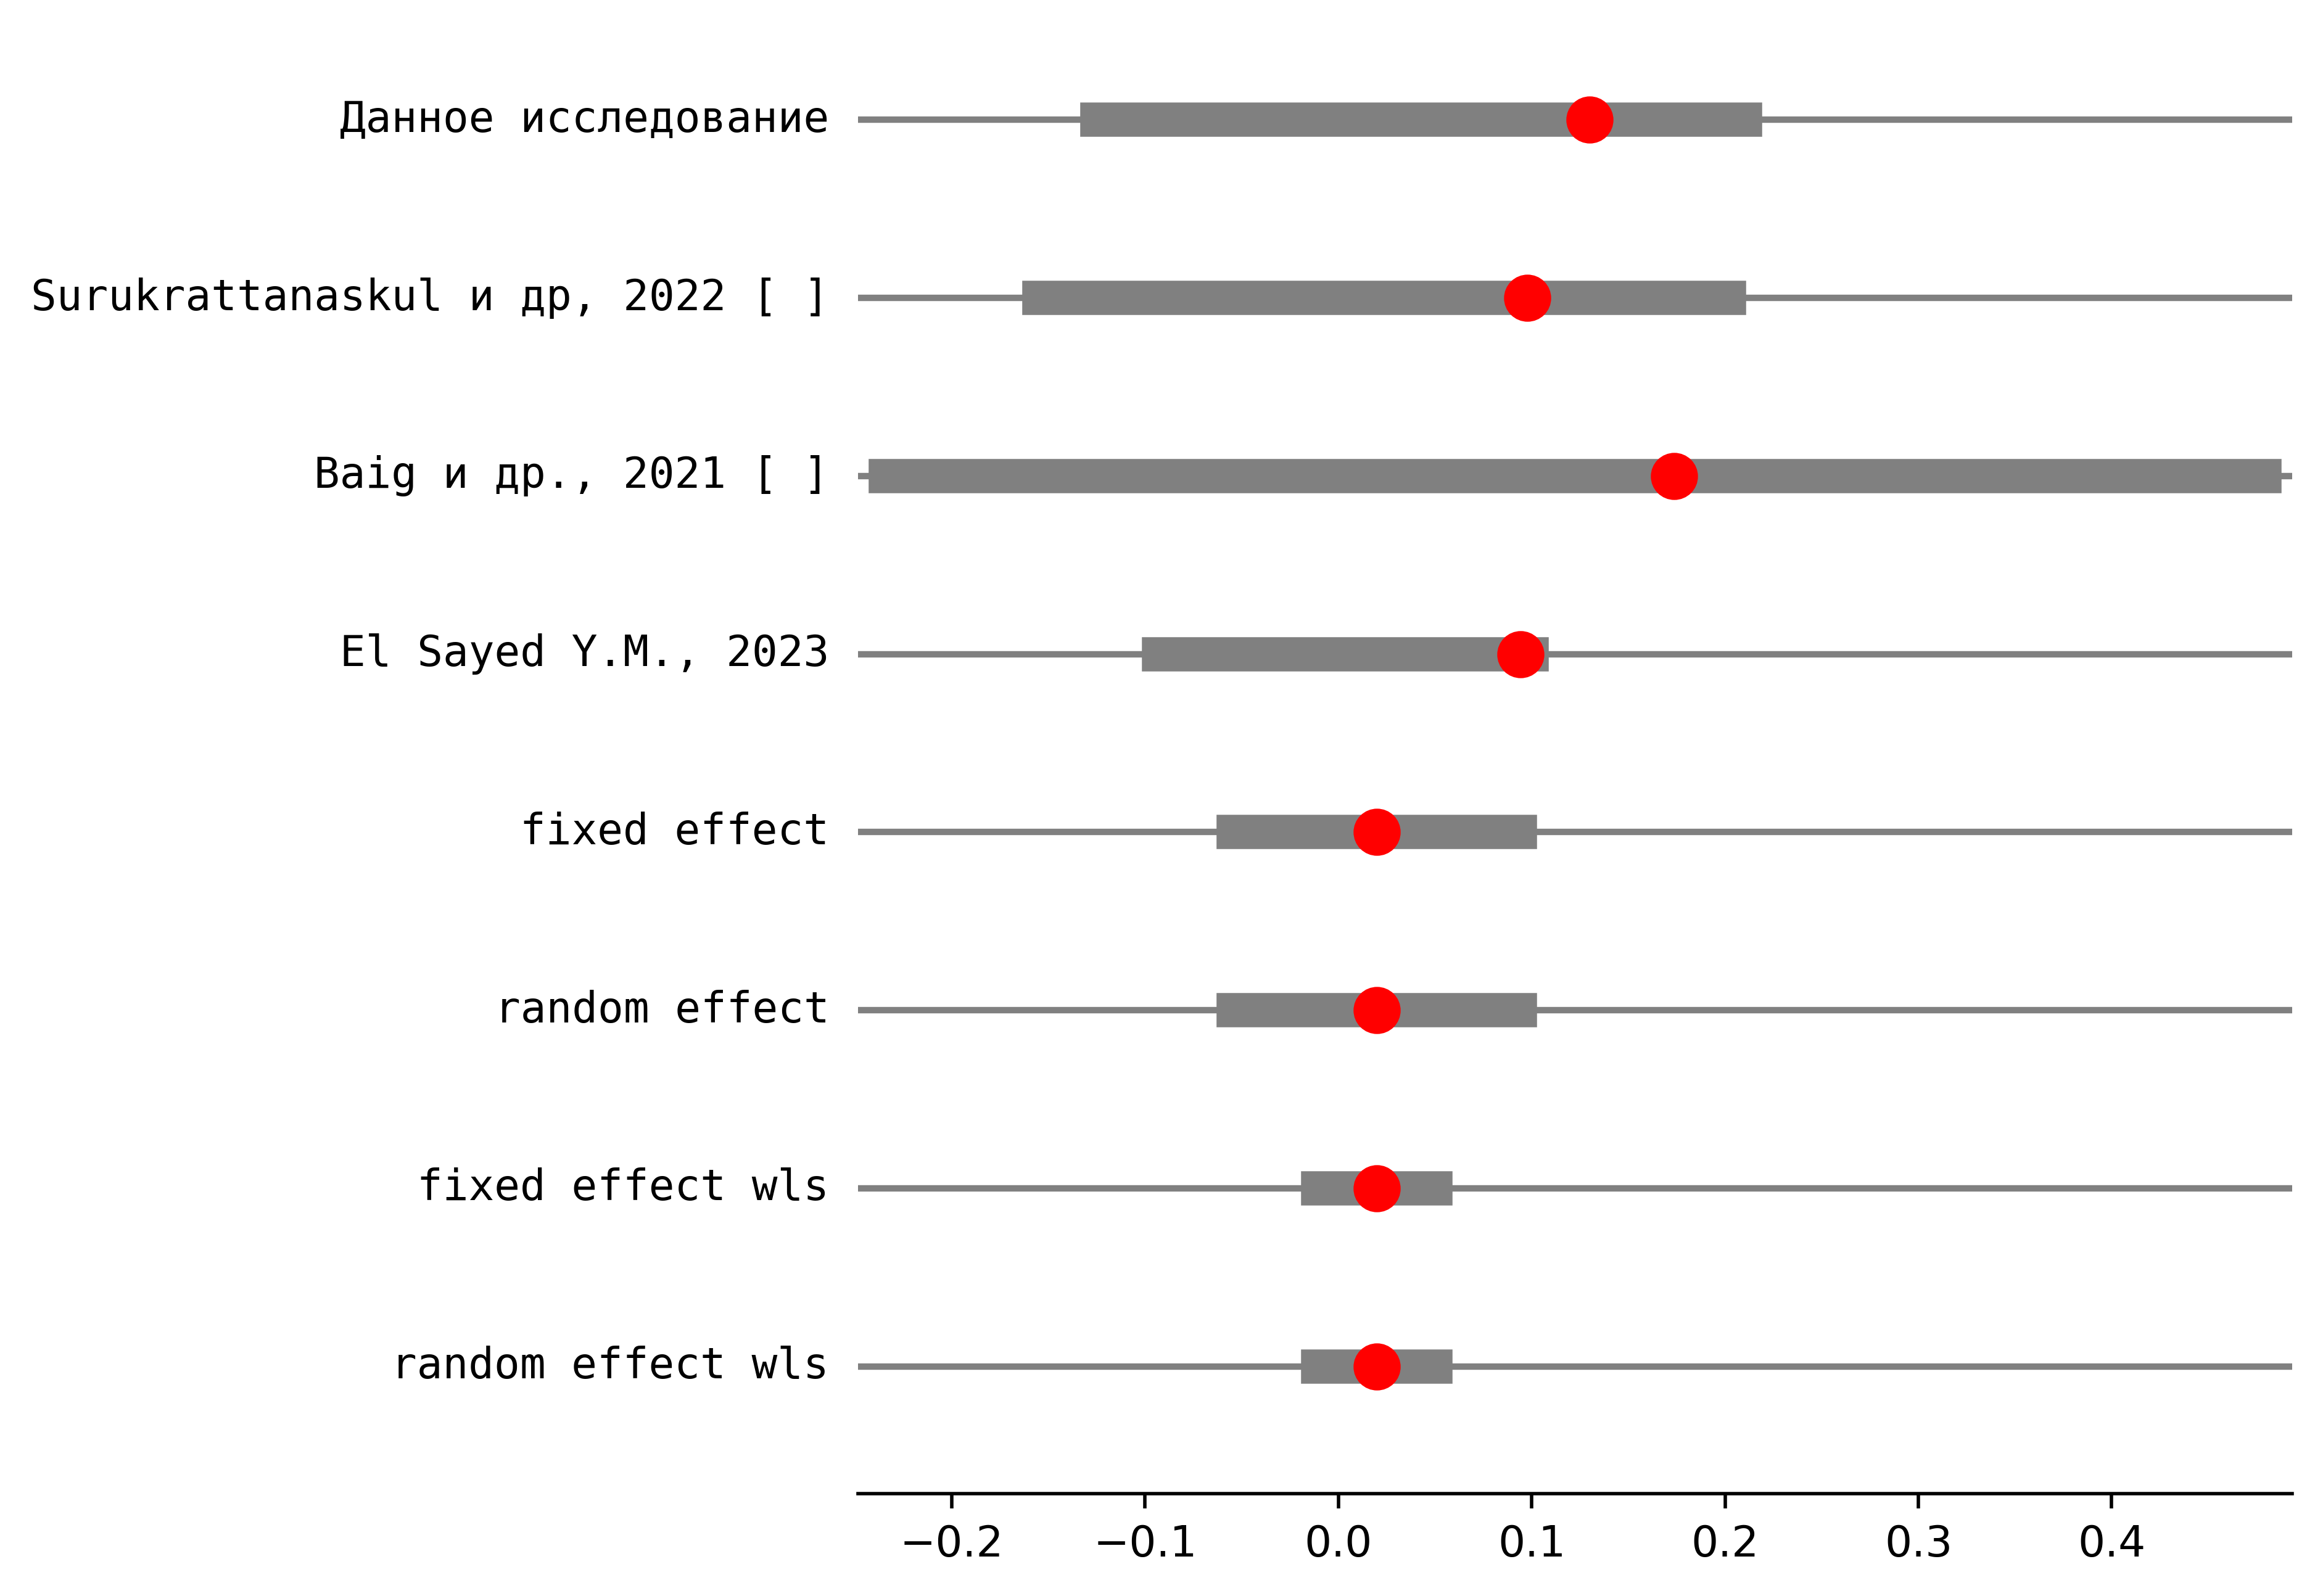 Данное исследование
Surukrattanaskul и др, 2022 [ ]
Baig и др., 2021 [ ]
El Sayed Y.M., 2023
fixed effect
random effect
fixed effect wls
random effect wls
−0.2 −0.1 0.0 0.1 0.2 0.3 0.4